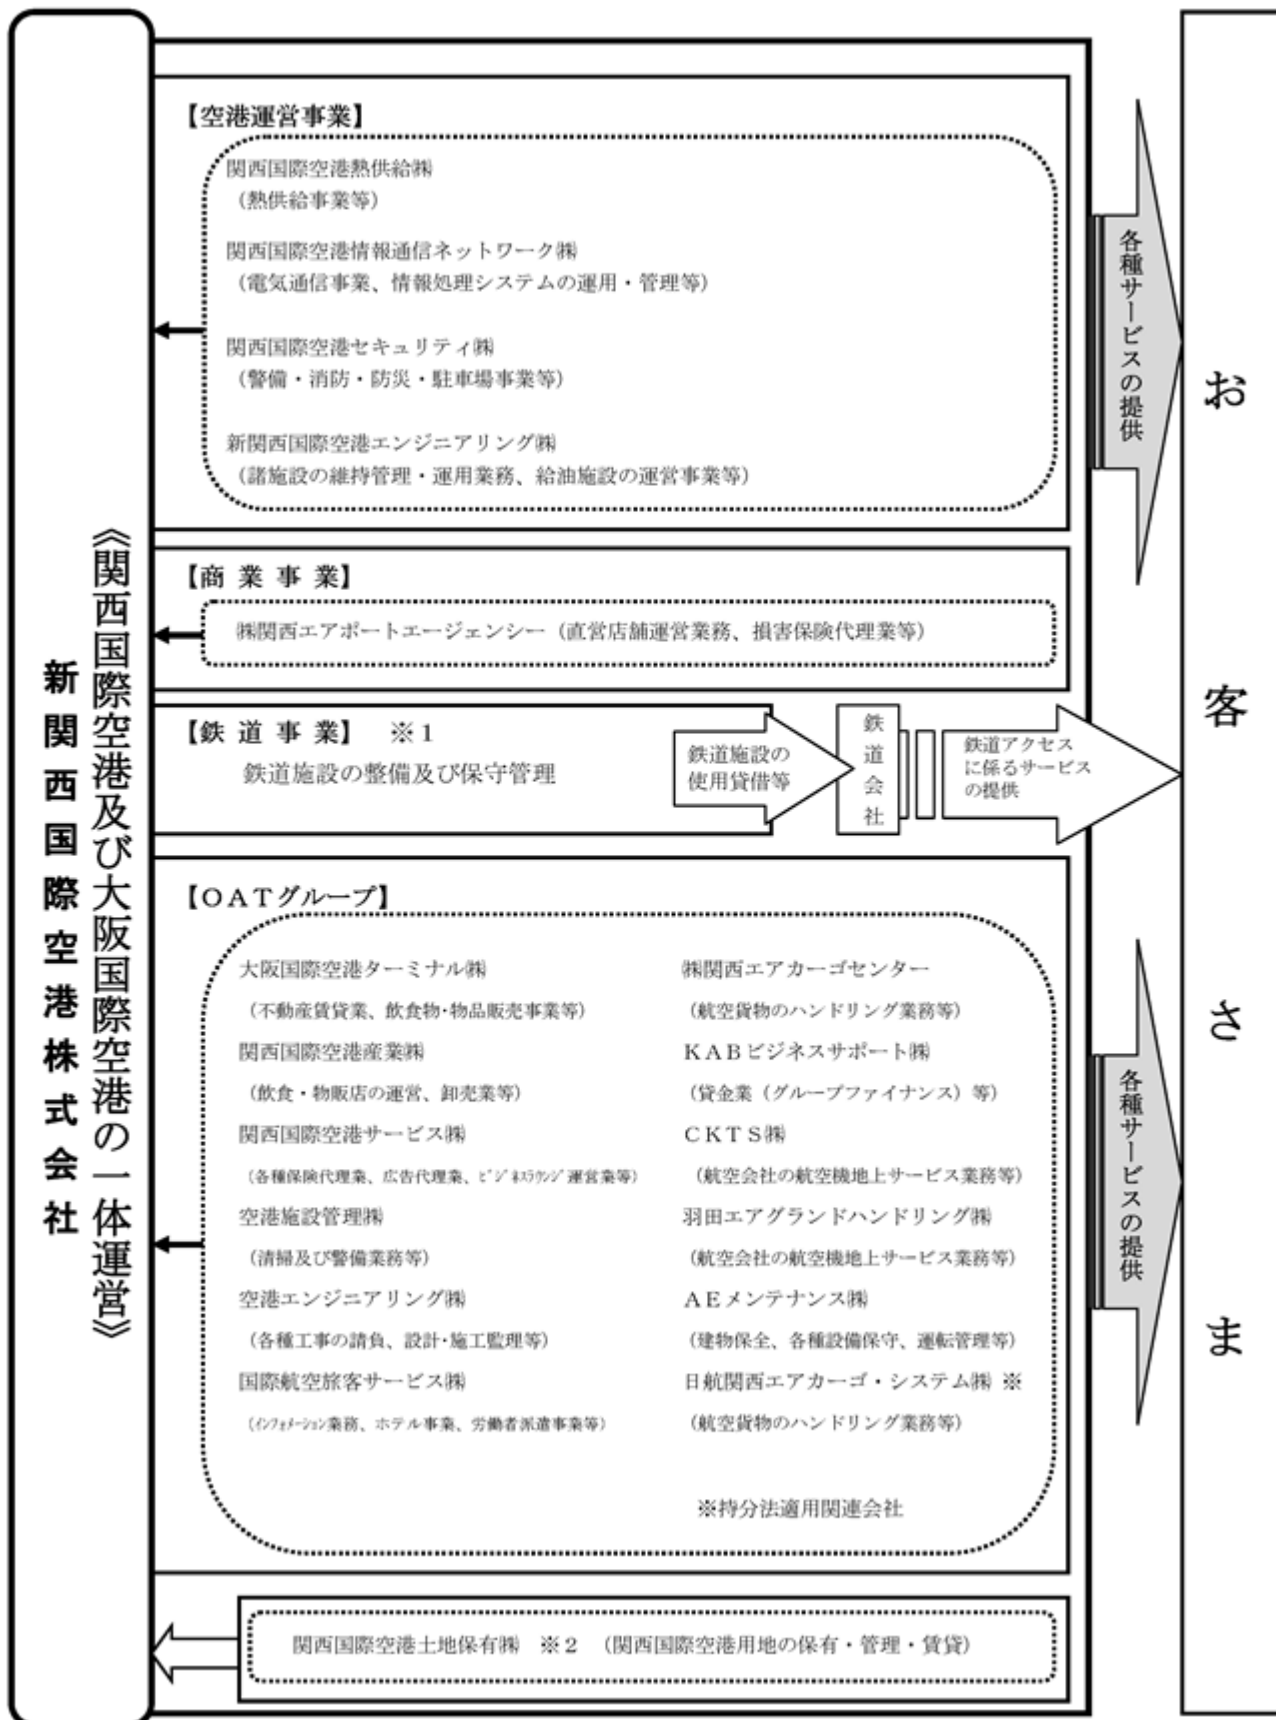 新関西国際空港株式会社
《関西国際空港及び大阪国際空港の一体運営》
【空港運営事業】
関西国際空港熱供給㈱
（熱供給事業等）
関西国際空港情報通信ネットワーク㈱
（電気通信事業、情報処理システムの運用・管理等）
関西国際空港セキュリティ㈱
（警備・消防・防災・駐車場事業等）
新関西国際空港エンジニアリング㈱
（諸施設の維持管理・運用業務、給油施設の運営事業等）
各種サービスの提供
【商 業 事 業】
㈱関西エアポートエージェンシー（直営店舗運営業務、損害保険代理業等）
【鉄 道 事 業】 ※１
鉄道施設の整備及び保守管理
鉄道施設の
使用貸借等
鉄道会社
鉄道アクセス
に係るサービス
の提供
【ＯＡＴグループ】
大阪国際空港ターミナル㈱
（不動産賃貸業、飲食物・物品販売事業等）
関西国際空港産業㈱
（飲食・物販店の運営、卸売業等）
関西国際空港サービス㈱
（各種保険代理業、広告代理業、ﾋﾞｼﾞﾈｽﾗｳﾝｼﾞ運営業等）
空港施設管理㈱
（清掃及び警備業務等）
空港エンジニアリング㈱
（各種工事の請負、設計・施工監理等）
国際航空旅客サービス㈱
（ｲﾝﾌｫﾒｰｼｮﾝ業務、ホテル事業、労働者派遣事業等）
㈱関西エアカーゴセンター
（航空貨物のハンドリング業務等）
ＫＡＢビジネスサポート㈱
（貸金業（グループファイナンス）等）
ＣＫＴＳ㈱
（航空会社の航空機地上サービス業務等）
羽田エアグランドハンドリング㈱
（航空会社の航空機地上サービス業務等）
ＡＥメンテナンス㈱
（建物保全、各種設備保守、運転管理等）
日航関西エアカーゴ・システム㈱ ※
（航空貨物のハンドリング業務等）
※持分法適用関連会社
各種サービスの提供
関西国際空港土地保有㈱ ※２ （関西国際空港用地の保有・管理・賃貸）
お客さま